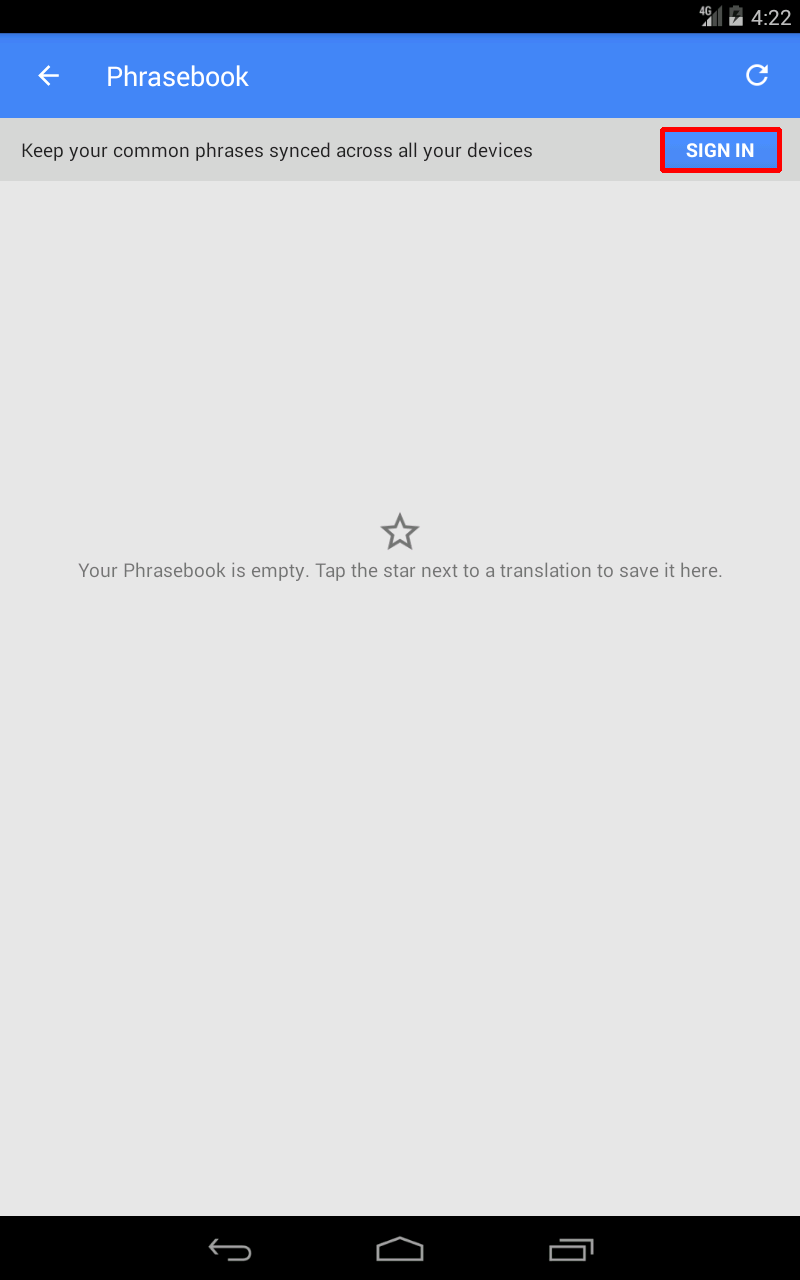 4G 4:22
Phrasebook
Keep your common phrases synced across all your devices SIGN IN
Your Phrasebook is empty. Tap the star next to a translation to save it here.